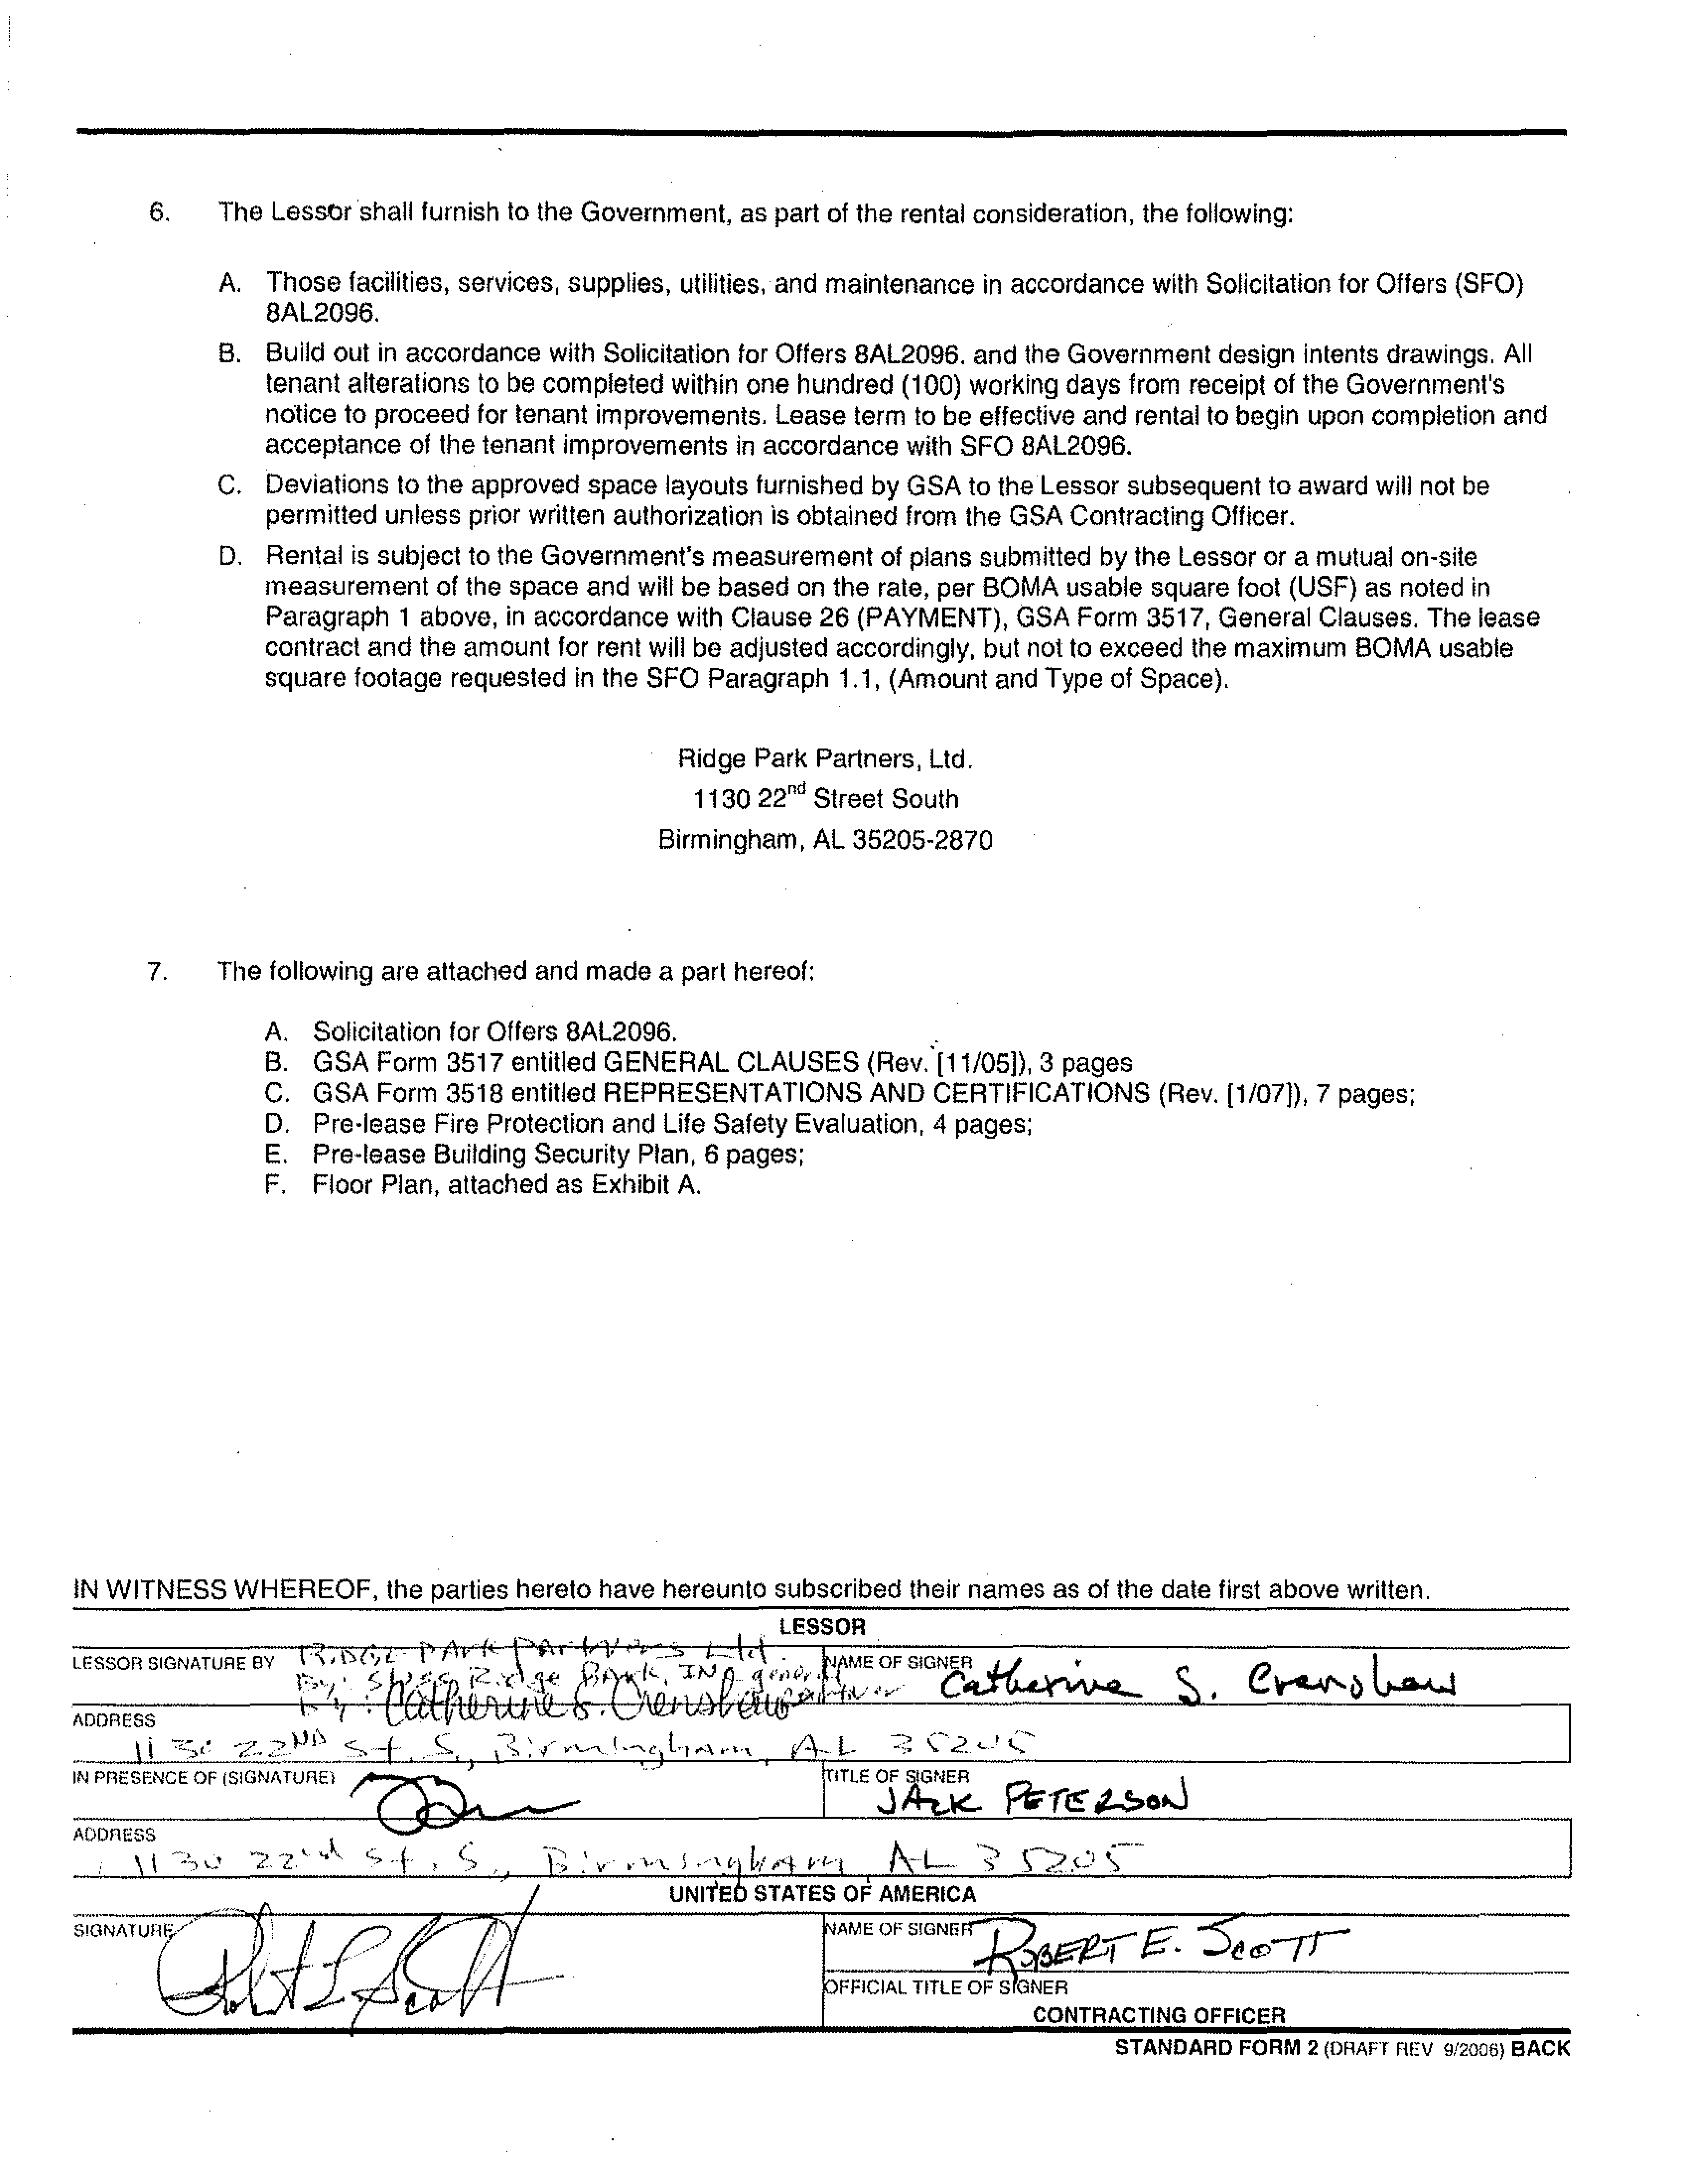 6. The Lessor shall furnish to the Government, as part of the rental consideration, the following:
A. Those facilities, services, supplies, utilities, and maintenance in accordance with Solicitation for Offers (SFO)
8AL2096.
B. Build out in accordance with Solicitation for Offers 8AL2096. and the Government design intents drawings. All
tenant alterations to be completed within one hundred (100) working days from receipt of the Government's
notice to proceed for tenant improvements. Lease term to be effective and rental to begin upon completion and
acceptance of the tenant improvements in accordance with SFO 8AL2096.
C. Deviations to the approved space layouts furnished by GSA to the Lessor subsequent to award will not be
permitted unless prior written authorization is obtained from the GSA Contracting Officer.
D. Rental is subject to the Government's measurement of plans submitted by the Lessor or a mutual on-site
measurement of the space and will be based on the rate, per BOMA usable square foot (USF) as noted in
Paragraph 1 above, in accordance with Clause 26 (PAYMENT), GSA Form 3517, General Clauses. The lease
contract and the amount for rent will be adjusted accordingly, but not to exceed the maximum BOMA usable
square footage requested in the SFO Paragraph 1.1, (Amount and Type of Space).
Ridge Park Partners, Ltd.
1130 22nd Street South
Birmingham, AL 35205-2870
7. The following are attached and made a part hereof:
A. Solicitation for Offers 8AL2096.
B. GSA Form 3517 entitled GENERAL CLAUSES (Rev. [11/05]), 3 pages
C. GSA Form 3518 entitled REPRESENTATIONS AND CERTIFICATIONS (Rev. [1/07]), 7 pages;
D. Pre-lease Fire Protection and Life Safety Evaluation, 4 pages;
E. Pre-lease Building Security Plan, 6 pages;
F. Floor Plan, attached as Exhibit A.
IN WITNESS WHEREOF, the parties hereto have hereunto subscribed their names as of the date first above written.
LESSOR
Ridge Park Partners Ltd.
LESSOR SIGNATURE BY
By: Ridge Park, general partner
By: Catherine S. Crenshaw
NAME OF SIGNER Catherine S. Crenshaw
ADDRESS
1130 22ND St. S., Birmingham, AL 35205
IN PRESENCE OF (SIGNATURE)
TITLE OF SIGNER
JACK PETERSON
ADDRESS
1130 22nd St. S., Birmingham AL 35205
UNITED STATES OF AMERICA
SIGNATURE
Robert E. Scott
NAME OF SIGNER ROBERT E. SCOTT
OFFICIAL TITLE OF SIGNER
CONTRACTING OFFICER
STANDARD FORM 2 (DRAFT REV 9/2006) BACK